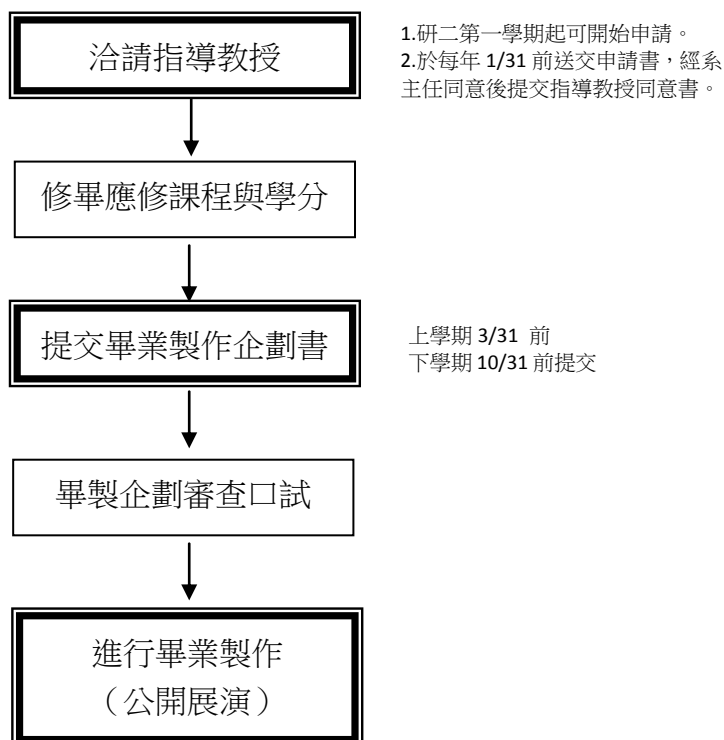 洽請指導教授
1.研二第一學期起可開始申請。
2.於每年 1/31 前送交申請書，經系
主任同意後提交指導教授同意書。
修畢應修課程與學分
提交畢業製作企劃書
上學期 3/31 前
下學期 10/31 前提交
畢製企劃審查口試
進行畢業製作
（公開展演）